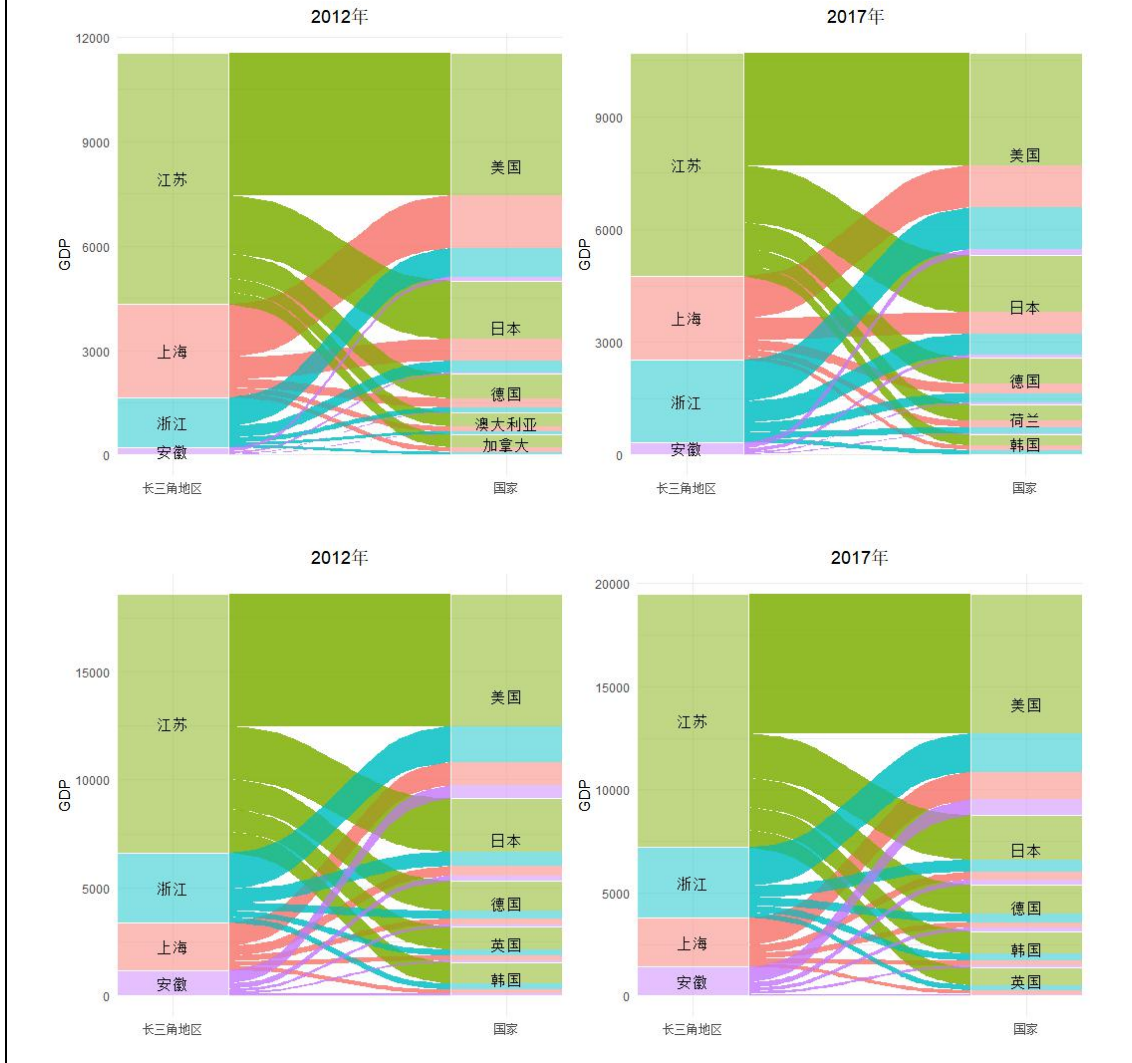 2012年
12000
9000
6000
3000
0
GDP
江苏
上海
浙江
安徽
美国
日本
德国
澳大利亚
加拿大
长三角地区
国家
2017年
9000
6000
3000
0
GDP
江苏
上海
浙江
安徽
美国
日本
德国
荷兰
韩国
长三角地区
国家
2012年
15000
10000
5000
0
GDP
江苏
浙江
上海
安徽
美国
日本
德国
英国
韩国
长三角地区
国家
2017年
20000
15000
10000
5000
0
GDP
江苏
浙江
上海
安徽
美国
日本
德国
韩国
英国
长三角地区
国家